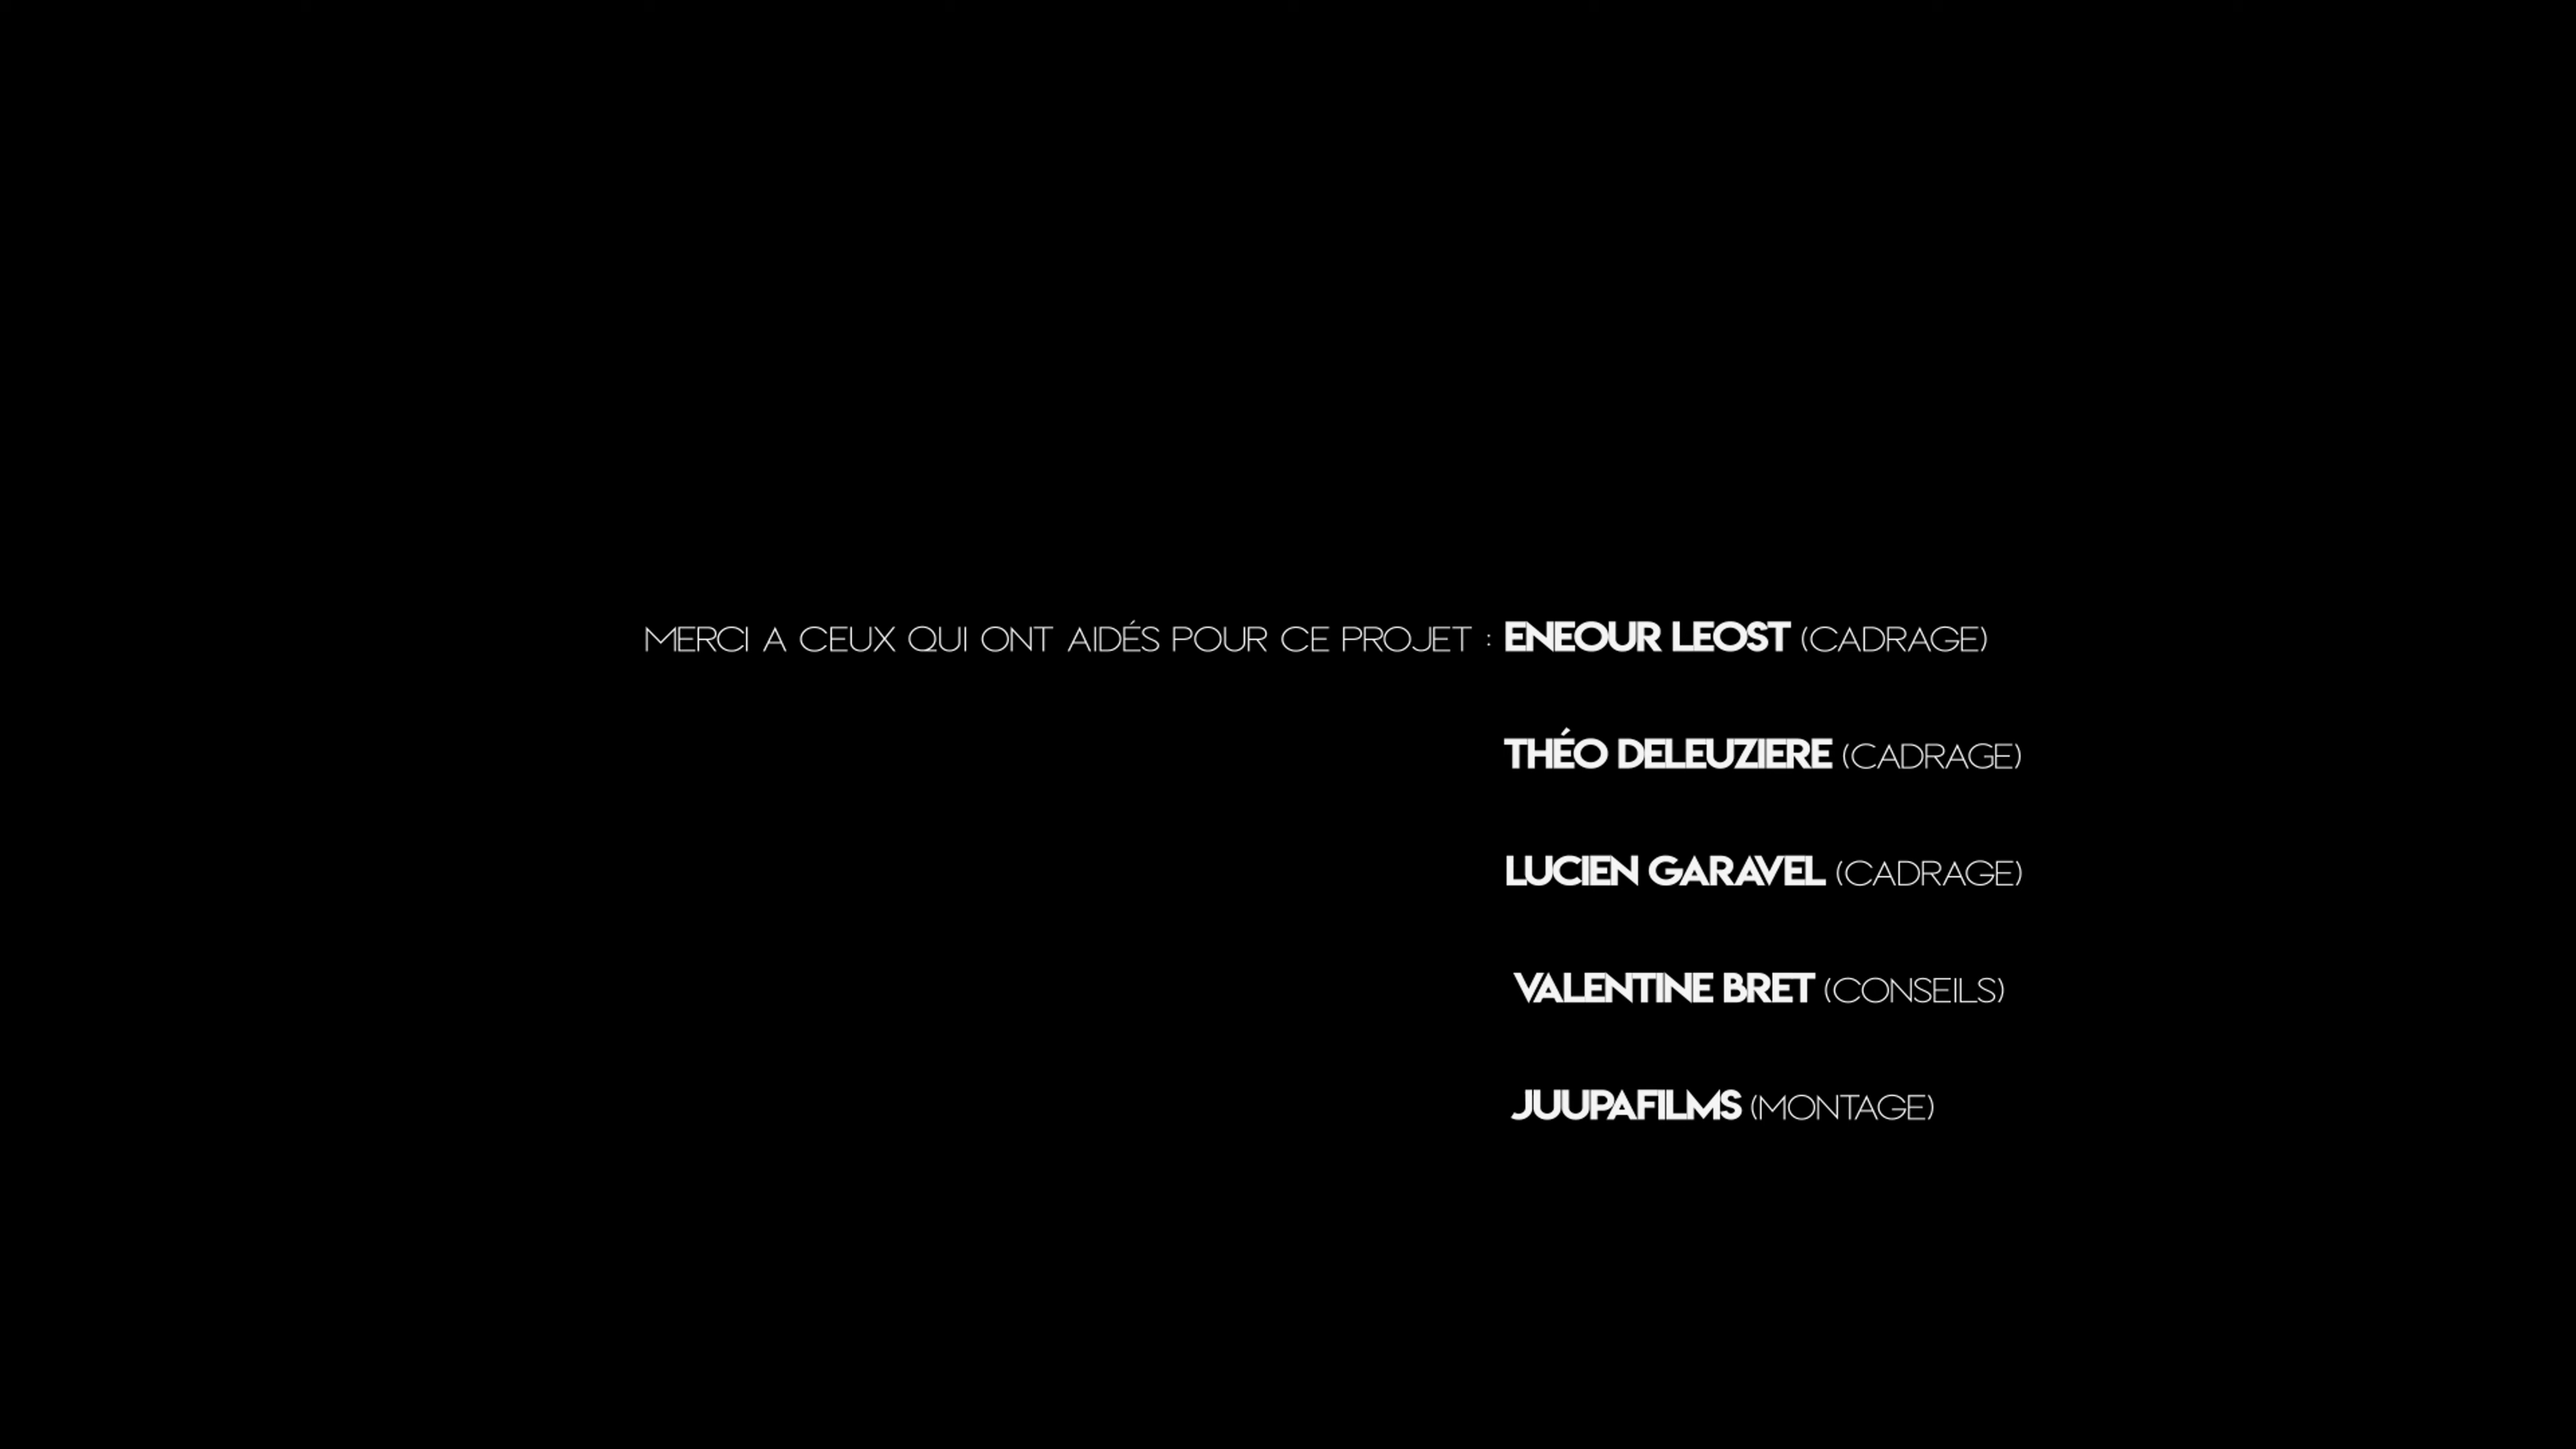 MERCI A CEUX QUI ONT AIDÉS POUR CE PROJET : ENEOUR LEOST (CADRAGE)
THÉO DELEUZIERE (CADRAGE)
LUCIEN GARAVEL (CADRAGE)
VALENTINE BRET (CONSEILS)
JUUPAFILMS (MONTAGE)